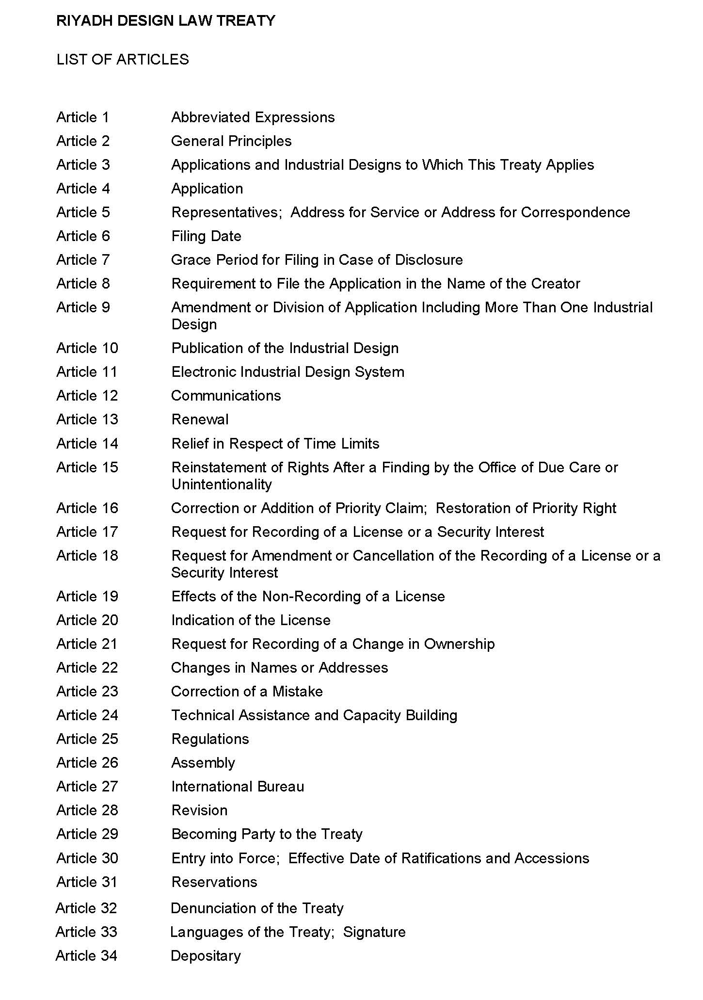 RIYADH DESIGN LAW TREATY
LIST OF ARTICLES
Article 1 Abbreviated Expressions
Article 2 General Principles
Article 3 Applications and Industrial Designs to Which This Treaty Applies
Article 4 Application
Article 5 Representatives;  Address for Service or Address for Correspondence
Article 6 Filing Date
Article 7 Grace Period for Filing in Case of Disclosure
Article 8 Requirement to File the Application in the Name of the Creator
Article 9 Amendment or Division of Application Including More Than One Industrial
Design
Article 10 Publication of the Industrial Design
Article 11 Electronic Industrial Design System
Article 12 Communications
Article 13 Renewal
Article 14 Relief in Respect of Time Limits
Article 15 Reinstatement of Rights After a Finding by the Office of Due Care or
Unintentionality
Article 16 Correction or Addition of Priority Claim;  Restoration of Priority Right
Article 17 Request for Recording of a License or a Security Interest
Article 18 Request for Amendment or Cancellation of the Recording of a License or a
Security Interest
Article 19 Effects of the Non-Recording of a License
Article 20 Indication of the License
Article 21 Request for Recording of a Change in Ownership
Article 22 Changes in Names or Addresses
Article 23 Correction of a Mistake
Article 24 Technical Assistance and Capacity Building
Article 25 Regulations
Article 26 Assembly
Article 27 International Bureau
Article 28 Revision
Article 29 Becoming Party to the Treaty
Article 30 Entry into Force;  Effective Date of Ratifications and Accessions
Article 31 Reservations
Article 32 Denunciation of the Treaty
Article 33 Languages of the Treaty;  Signature
Article 34 Depositary